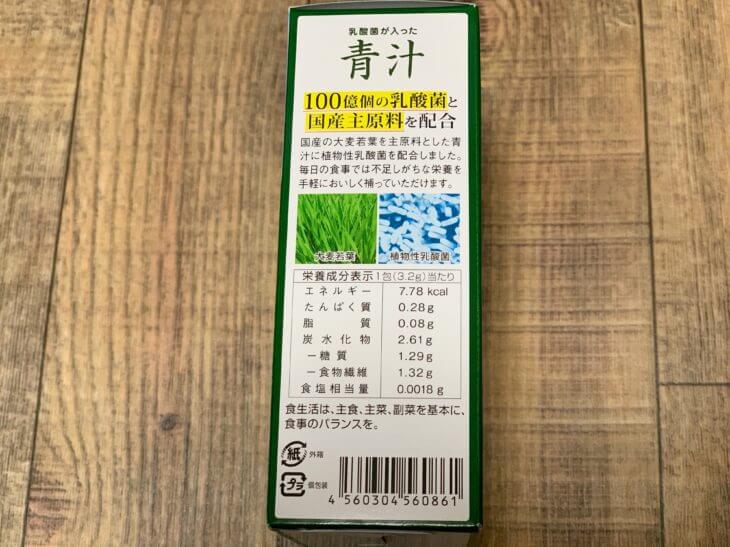 乳酸菌が入った
青汁
100億個の乳酸菌と
国産主原料を配合
国産の大麦若葉を主原料とした青
汁に植物性乳酸菌を配合しました。
毎日の食事では不足しがちな栄養を
手軽においしく補っていただけます。
大麦若葉 植物性乳酸菌
栄養成分表示 1包(3.2g)当たり
エネルギー 7.78 kcal
たんぱく質 0.28g
脂質 0.08g
炭水化物 2.61g
ー糖質 1.29g
ー食物繊維 1.32g
食塩相当量 0.0018g
食生活は、主食、主菜、副菜を基本に、
食事のバランスを。
紙 外箱
プラ 個包装
4 560304 560861